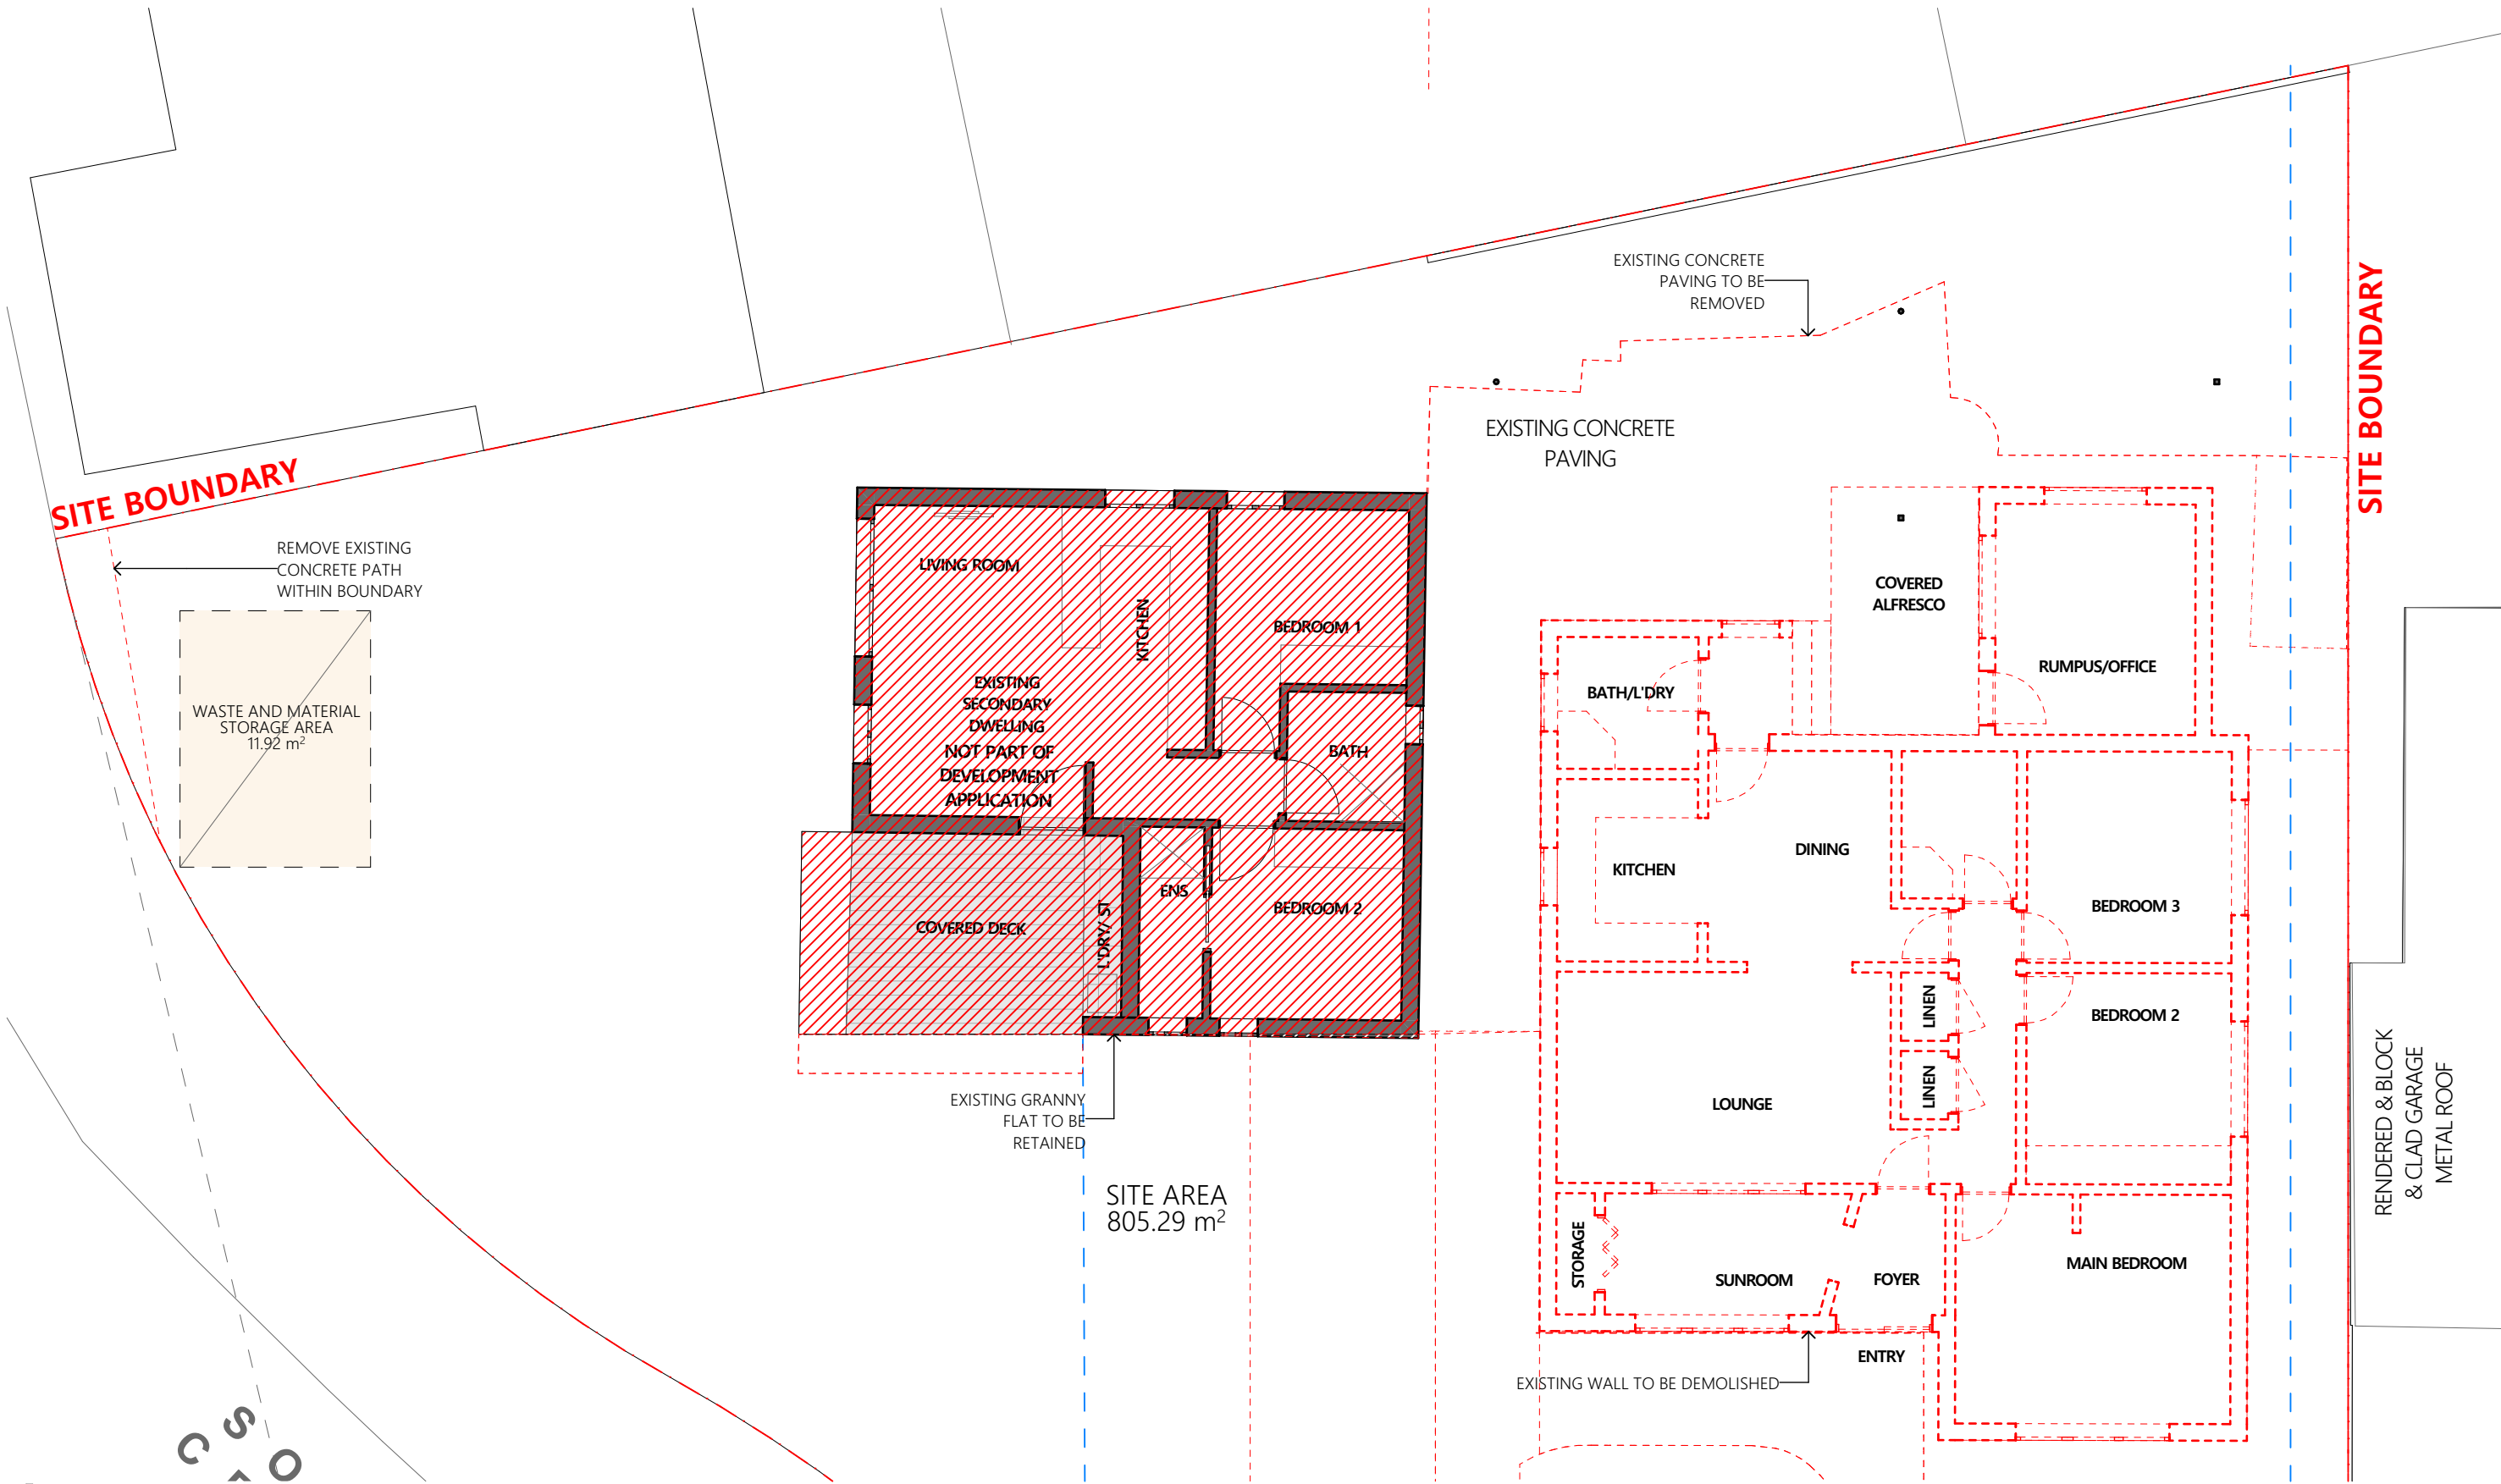 EXISTING CONCRETE
PAVING TO BE
REMOVED
SITE BOUNDARY
EXISTING CONCRETE
PAVING
SITE BOUNDARY
REMOVE EXISTING
CONCRETE PATH
WITHIN BOUNDARY
WASTE AND MATERIAL
STORAGE AREA
11.92 m²
LIVING ROOM
KITCHEN
BEDROOM 1
EXISTING
SECONDARY
DWELLING
NOT PART OF
DEVELOPMENT
APPLICATION
BATH
ENS
BEDROOM 2
COVERED DECK
L'DRY/ ST
EXISTING GRANNY
FLAT TO BE
RETAINED
SITE AREA
805.29 m²
COVERED
ALFRESCO
RUMPUS/OFFICE
BATH/L'DRY
KITCHEN
DINING
BEDROOM 3
LINEN
BEDROOM 2
LINEN
LOUNGE
STORAGE
SUNROOM
FOYER
MAIN BEDROOM
ENTRY
EXISTING WALL TO BE DEMOLISHED
RENDERED & BLOCK
& CLAD GARAGE
METAL ROOF
S O
C